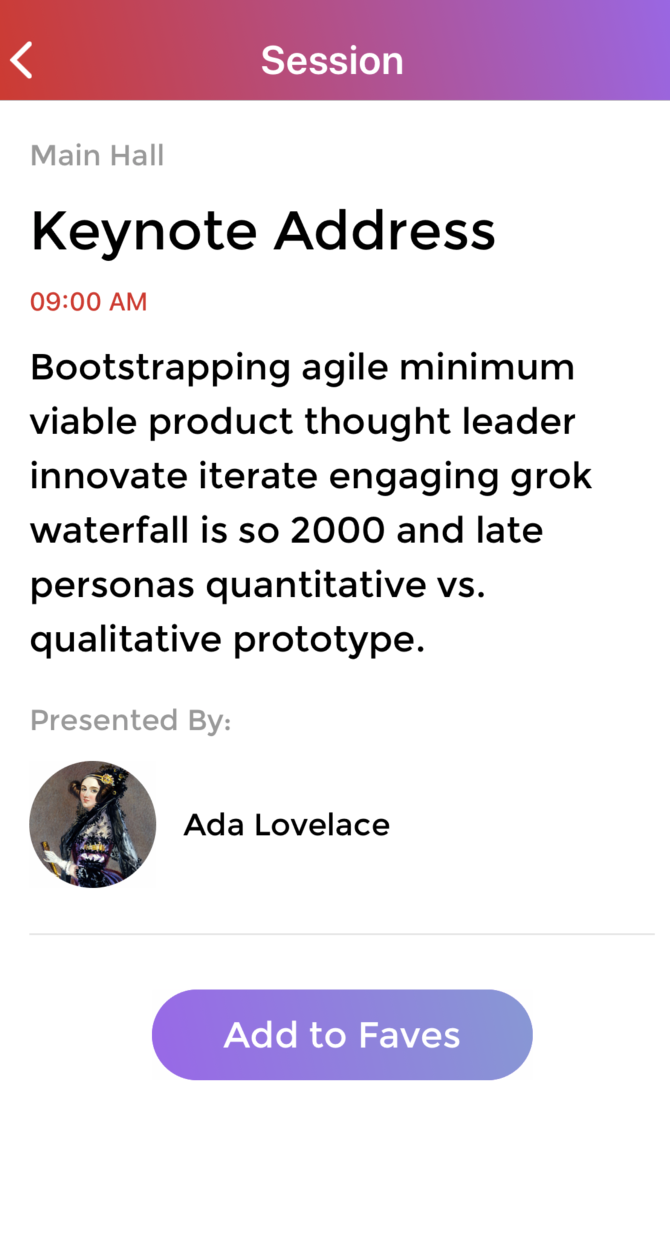 Session
Main Hall
Keynote Address
09:00 AM
Bootstrapping agile minimum
viable product thought leader
innovate iterate engaging grok
waterfall is so 2000 and late
personas quantitative vs.
qualitative prototype.
Presented By:
Ada Lovelace
Add to Faves